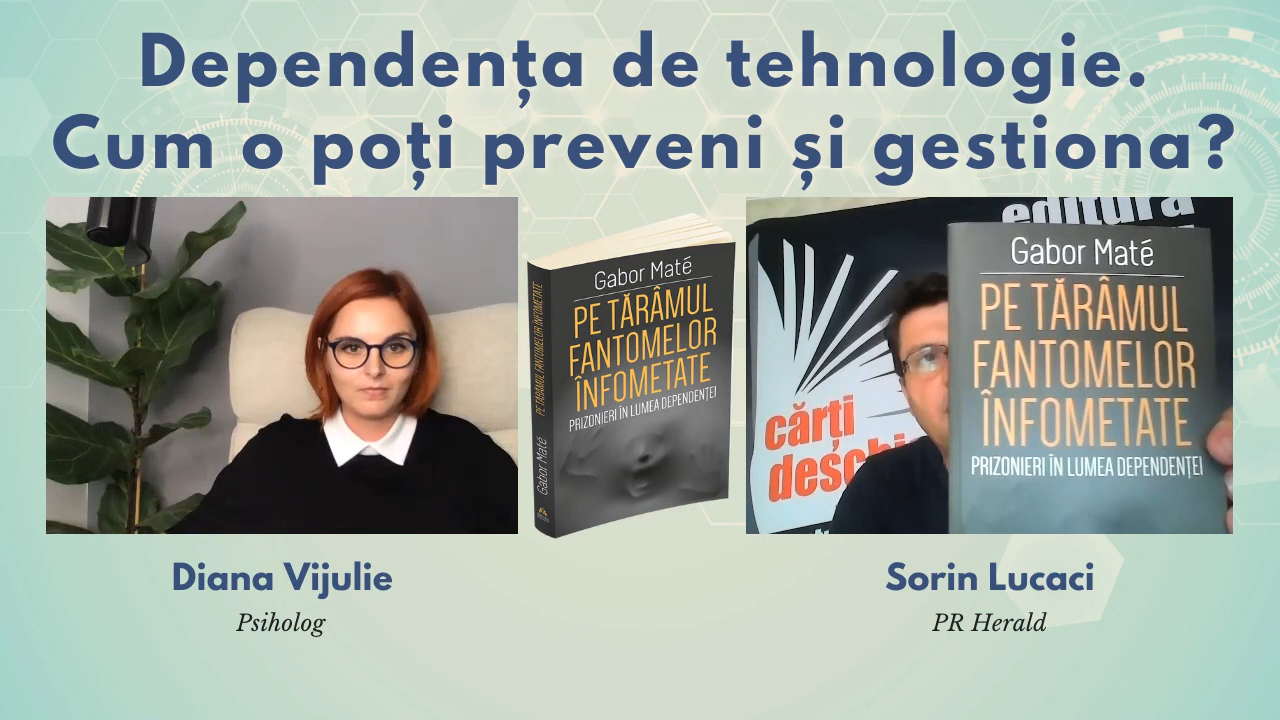 Dependența de tehnologie.
Cum o poți preveni și gestiona?
Gabor Maté
PE TĂRÂMUL
FANTOMELOR
ÎNFOMETATE
PRIZONIERI ÎN LUMEA DEPENDENȚEI
Gabor Maté PE TĂRÂMUL FANTOMELOR ÎNFOMETATE
editura
Gabor Maté
PE TĂRÂMUL
FANTOMELOR
ÎNFOMETATE
PRIZONIERI ÎN LUMEA DEPENDENȚEI
cărți
deschi
Diana Vijulie
Psiholog
Sorin Lucaci
PR Herald